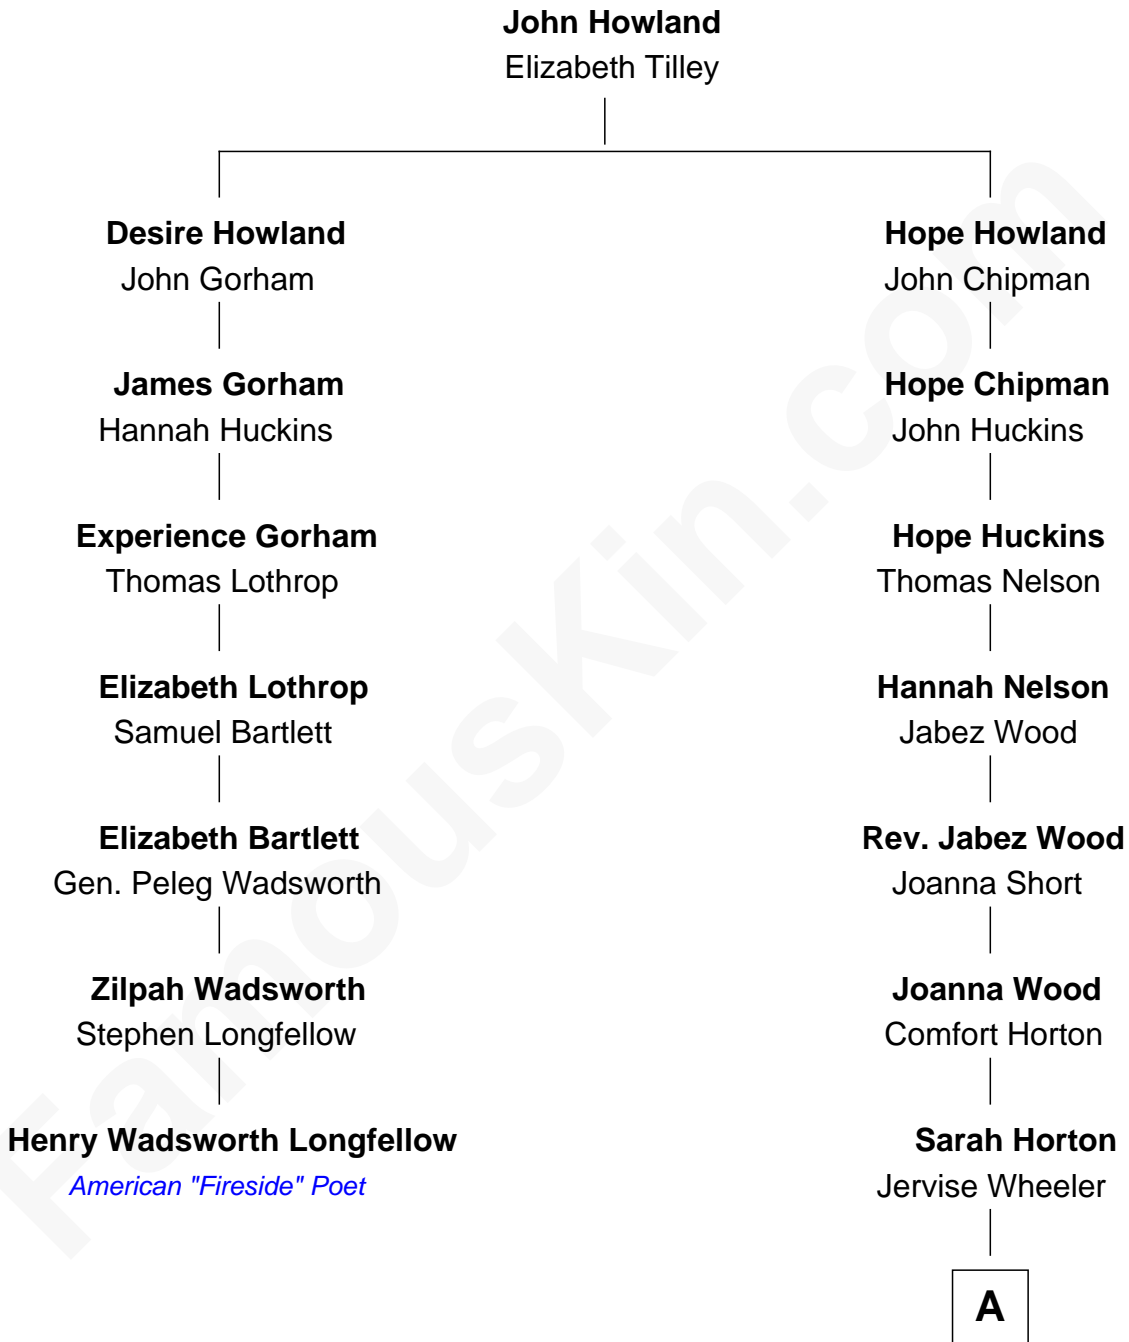 John Howland
Elizabeth Tilley
Desire Howland
John Gorham
Hope Howland
John Chipman
James Gorham
Hannah Huckins
Hope Chipman
John Huckins
Experience Gorham
Thomas Lothrop
Hope Huckins
Thomas Nelson
Elizabeth Lothrop
Samuel Bartlett
Hannah Nelson
Jabez Wood
Elizabeth Bartlett
Gen. Peleg Wadsworth
Rev. Jabez Wood
Joanna Short
Zilpah Wadsworth
Stephen Longfellow
Joanna Wood
Comfort Horton
Henry Wadsworth Longfellow
American "Fireside" Poet
Sarah Horton
Jervise Wheeler
A
FamousKin.com